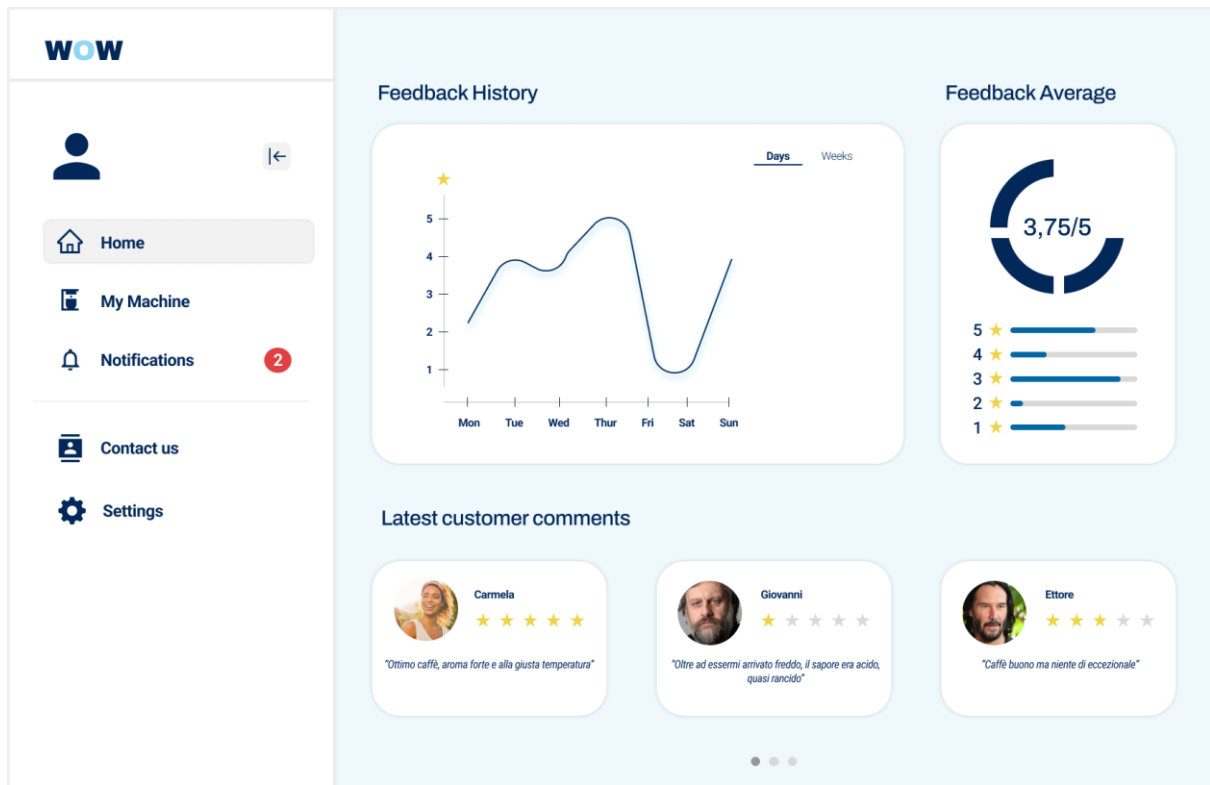 WOW
Home
My Machine
Notifications
2
Contact us
Settings
Feedback History
Days
Weeks
5
4
3
2
1
Mon
Tue
Wed
Thur
Fri
Sat
Sun
Feedback Average
3,75/5
5
4
3
2
1
Latest customer comments
Carmela
"Ottimo caffè, aroma forte e alla giusta temperatura"
Giovanni
"Oltre ad essermi arrivato freddo, il sapore era acido,
quasi rancido"
Ettore
"Caffè buono ma niente di eccezionale"